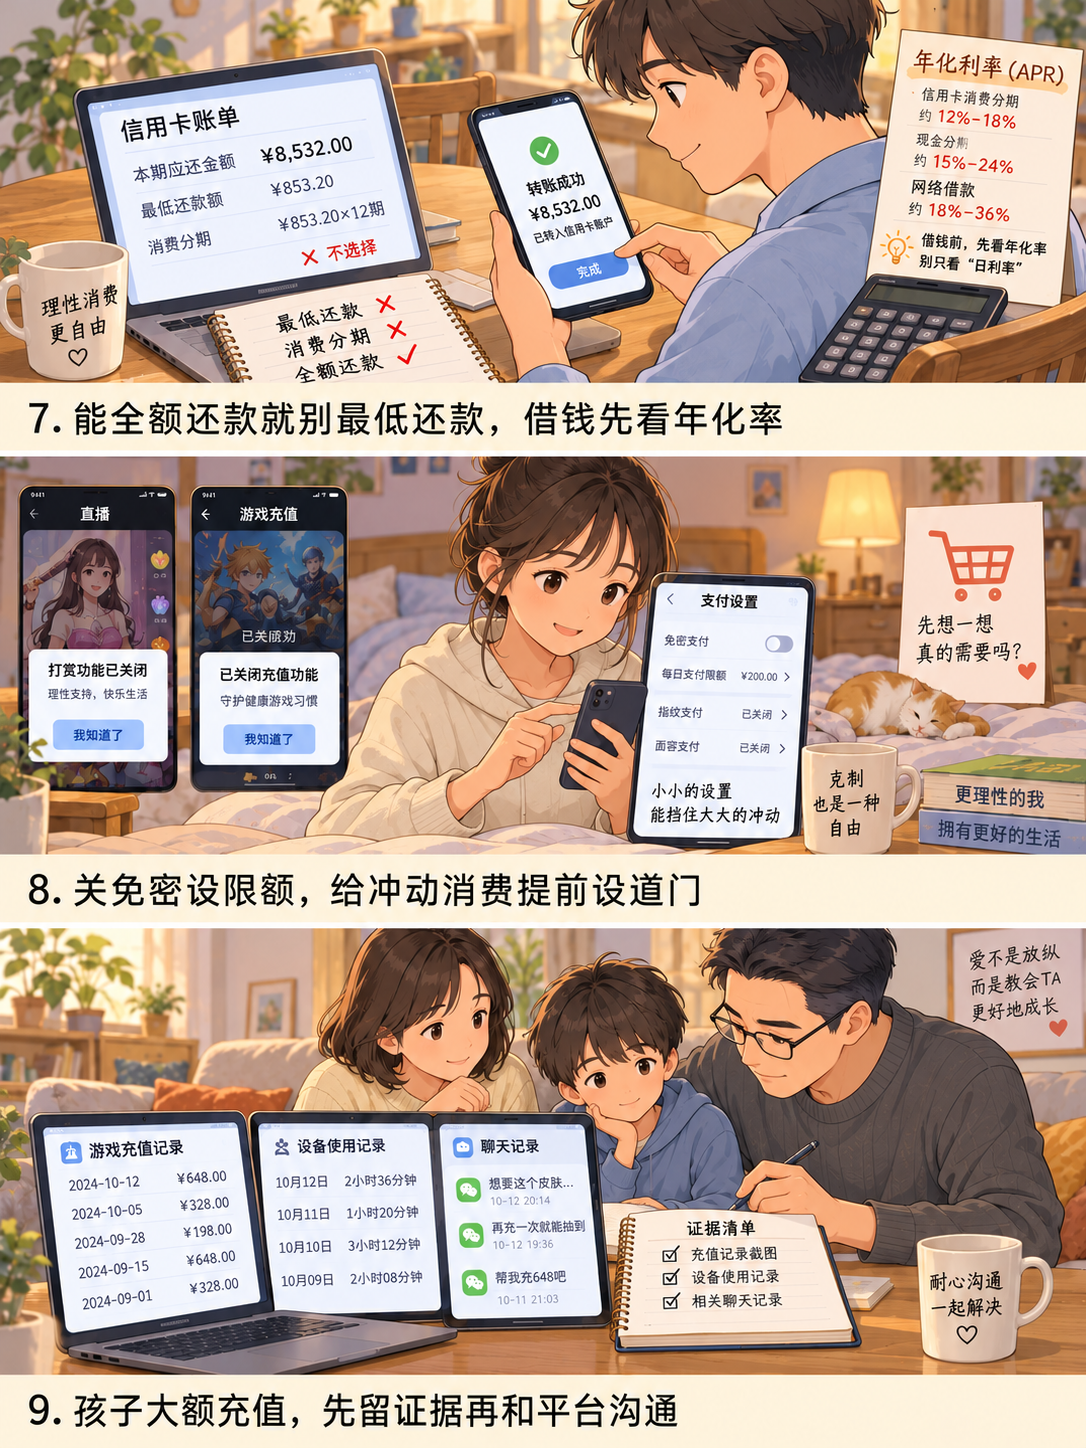 信用卡账单
本期应还金额 ¥8,532.00
最低还款额 ¥853.20
消费分期 ¥853.20×12期
× 不选择
理性消费
更自由
最低还款 ×
消费分期 ×
全额还款 ✓
转账成功
¥8,532.00
已转入信用卡账户
完成
年化利率 (APR)
信用卡消费分期
约 12%-18%
现金分期
约 15%-24%
网络借款
约 18%-36%
借钱前，先看年化率
别只看“日利率”
7. 能全额还款就别最低还款，借钱先看年化率
9:41
直播
打赏功能已关闭
理性支持，快乐生活
我知道了
9:41
游戏充值
已关闭充值功能
守护健康游戏习惯
我知道了
支付设置
免密支付
每日支付限额 ¥200.00
指纹支付 已关闭
面容支付 已关闭
小小的设置
能挡住大大的冲动
先想一想
真的需要吗?
克制
也是一种
自由
更理性的我
拥有更好的生活
8. 关免密设限额，给冲动消费提前设道门
爱不是放纵
而是教会TA
更好地成长
游戏充值记录
2024-10-12 ¥648.00
2024-10-05 ¥328.00
2024-09-28 ¥198.00
2024-09-15 ¥648.00
2024-09-01 ¥328.00
设备使用记录
10月12日 2小时36分钟
10月11日 1小时20分钟
10月10日 3小时12分钟
10月09日 2小时08分钟
聊天记录
想要这个皮肤...
10-12 20:14
再充一次就能抽到
10-12 19:36
帮我充648吧
10-11 21:03
证据清单
充值记录截图
设备使用记录
相关聊天记录
耐心沟通
一起解决
9. 孩子大额充值，先留证据再和平台沟通